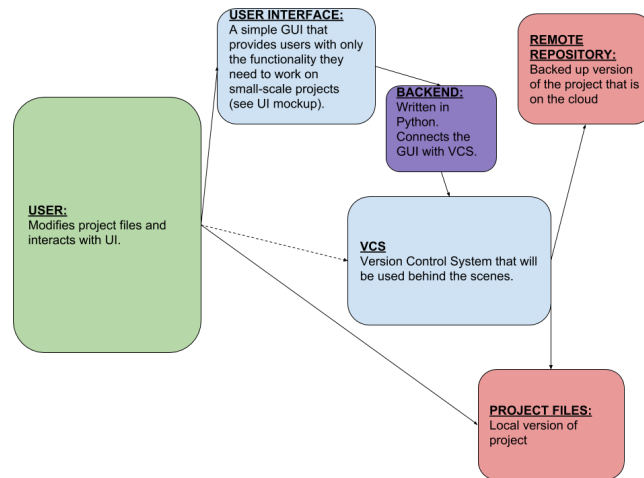 USER INTERFACE:
A simple GUI that
provides users with only
the functionality they
need to work on
small-scale projects
(see UI mockup).
REMOTE
REPOSITORY:
Backed up version
of the project that is
on the cloud
BACKEND:
Written in
Python.
Connects the
GUI with VCS.
USER:
Modifies project files and
interacts with UI.
VCS
Version Control System that will
be used behind the scenes.
PROJECT FILES:
Local version of
project